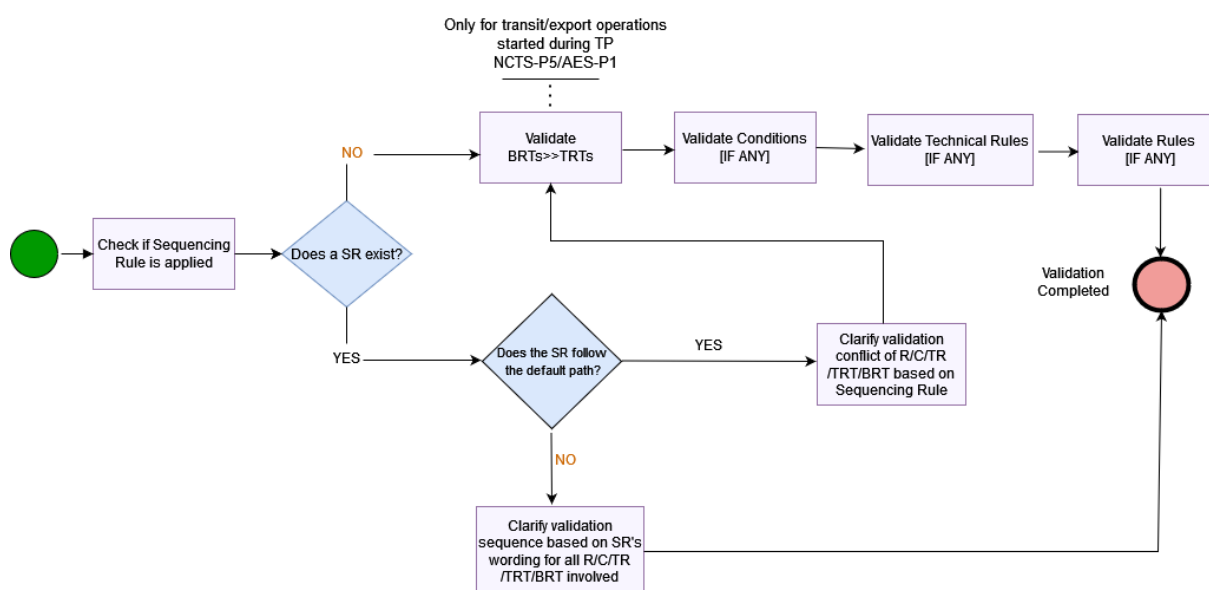 Only for transit/export operations
started during TP
NCTS-P5/AES-P1
Validate
BRTs>>TRTs
Validate Conditions
[IF ANY]
Validate Technical Rules
[IF ANY]
Validate Rules
[IF ANY]
NO
Check if Sequencing
Rule is applied
Does a SR exist?
Validation
Completed
YES
Does the SR follow
the default path?
YES
Clarify validation
conflict of R/C/TR
/TRT/BRT based on
Sequencing Rule
NO
Clarify validation
sequence based on SR's
wording for all R/C/TR
/TRT/BRT involved